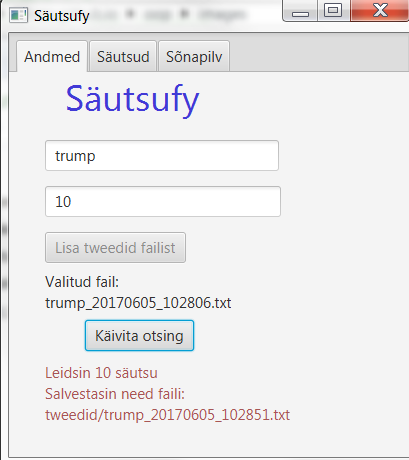 Säutsufy
Andmed Säutsud Sõnapilv
Säutsufy
trump
10
Lisa tweedid failist
Valitud fail:
trump_20170605_102806.txt
Käivita otsing
Leidsin 10 säutsu
Salvestasin need faili:
tweedid/trump_20170605_102851.txt